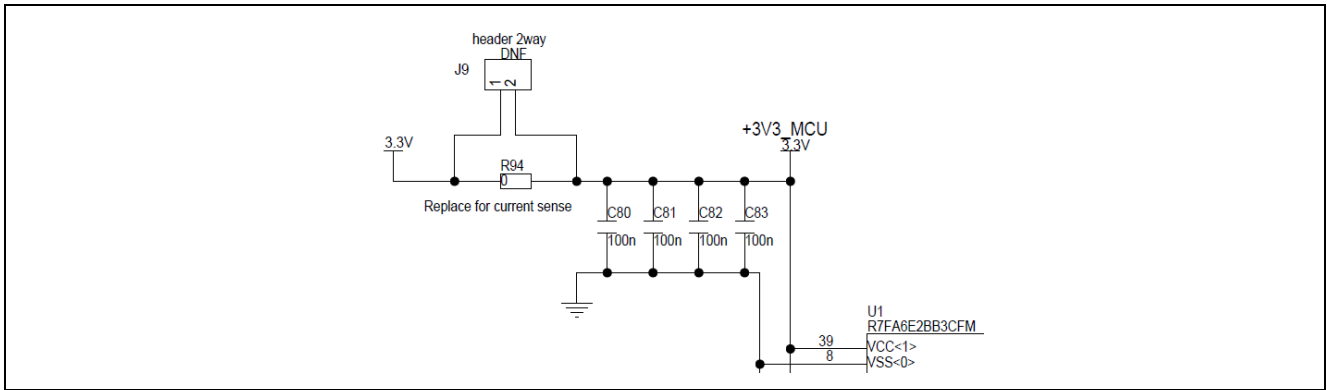 header 2way
DNF
J9
1
2
+3V3_MCU
3.3V
3.3V
R94
0
Replace for current sense
C80 C81 C82 C83
100n 100n 100n 100n
U1
R7FA6E2BB3CFM
39 VCC<1>
8 VSS<0>